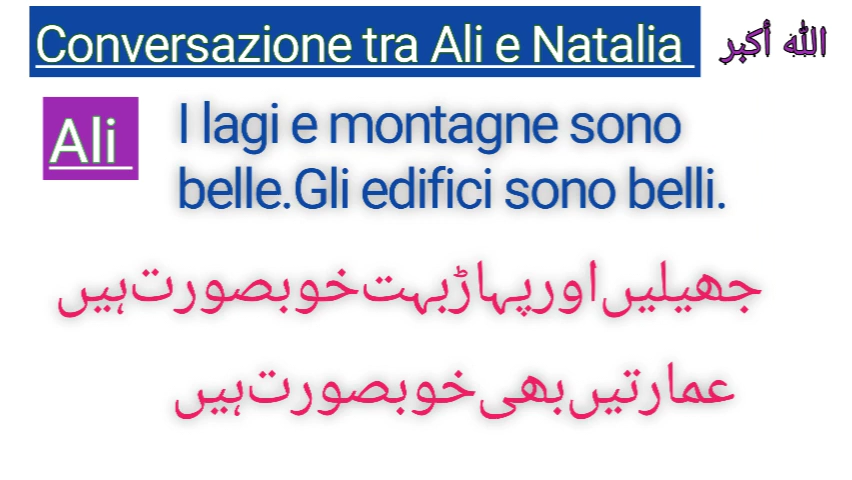 Conversazione tra Ali e Natalia
الله أكبر
Ali
I lagi e montagne sono
belle.Gli edifici sono belli.
جھیلیں اور پہاڑ بہت خوبصورت ہیں
عمارتیں بھی خوبصورت ہیں